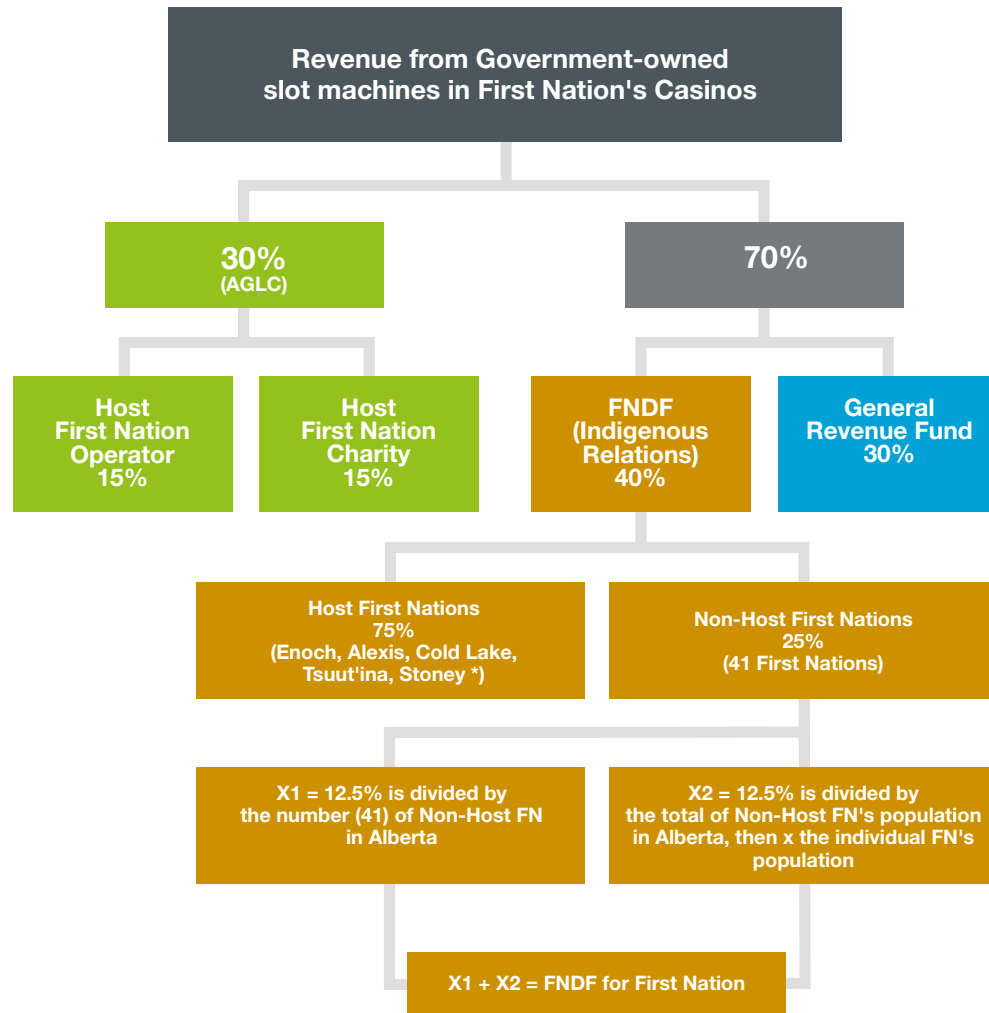 Revenue from Government-owned
slot machines in First Nation's Casinos
30%
(AGLC)
70%
Host
First Nation
Operator
15%
Host
First Nation
Charity
15%
FNDF
(Indigenous
Relations)
40%
General
Revenue Fund
30%
Host First Nations
75%
(Enoch, Alexis, Cold Lake,
Tsuut'ina, Stoney *)
Non-Host First Nations
25%
(41 First Nations)
X1 = 12.5% is divided by
the number (41) of Non-Host FN
in Alberta
X2 = 12.5% is divided by
the total of Non-Host FN's population
in Alberta, then x the individual FN's
population
X1 + X2 = FNDF for First Nation